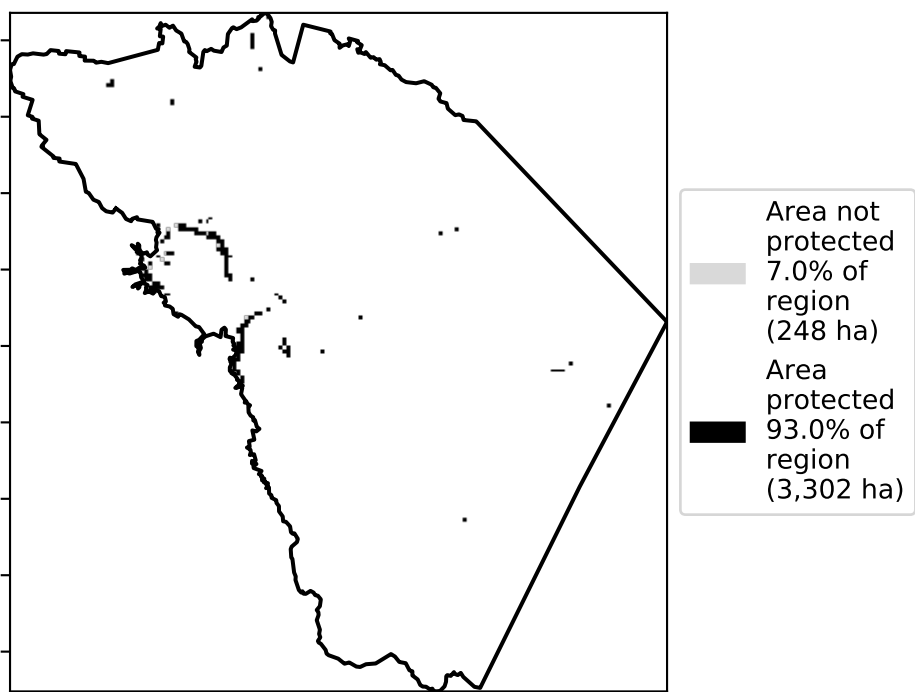 Area not
protected
7.0% of
region
(248 ha)
Area
protected
93.0% of
region
(3,302 ha)